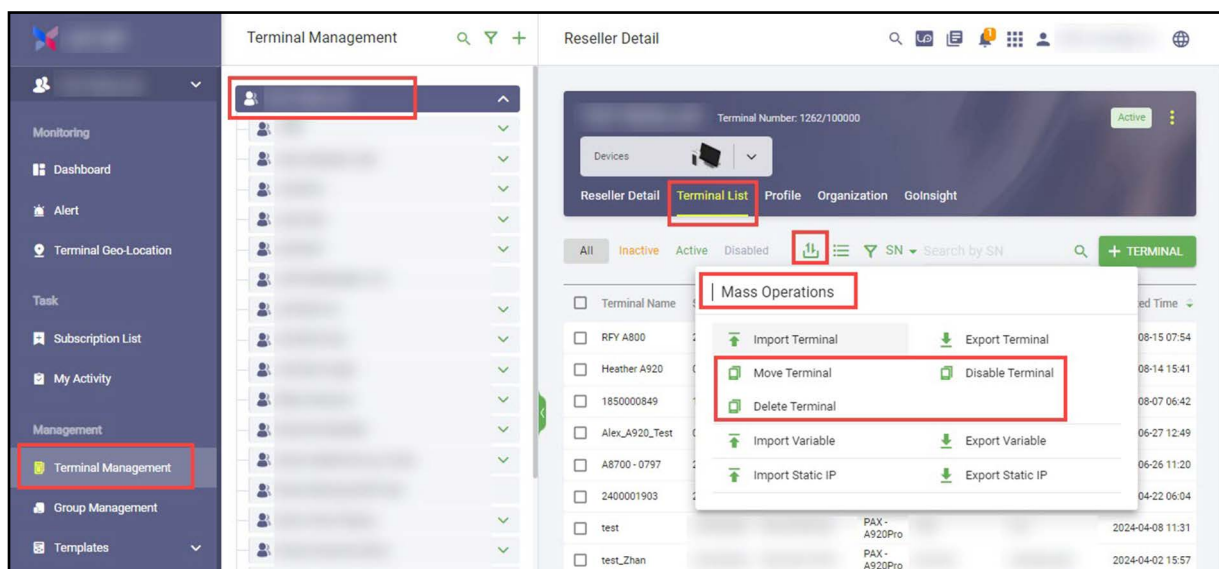 Terminal Management
Reseller Detail
Monitoring
Dashboard
Alert
Terminal Geo-Location
Task
Subscription List
My Activity
Management
Terminal Management
Group Management
Templates
Terminal Number: 1262/100000
Active
Devices
Reseller Detail Terminal List Profile Organization GoInsight
All Inactive Active Disabled SN Search by SN + TERMINAL
Mass Operations
Import Terminal Export Terminal
Move Terminal Disable Terminal
Delete Terminal
Import Variable Export Variable
Import Static IP Export Static IP
Terminal Name ed Time
RFY A800 08-15 07:54
Heather A920 08-14 15:41
1850000849 08-07 06:42
Alex_A920_Test 06-27 12:49
A8700 - 0797 06-26 11:20
2400001903 04-22 06:04
test PAX - A920Pro 2024-04-08 11:31
test_Zhan PAX - A920Pro 2024-04-02 15:57